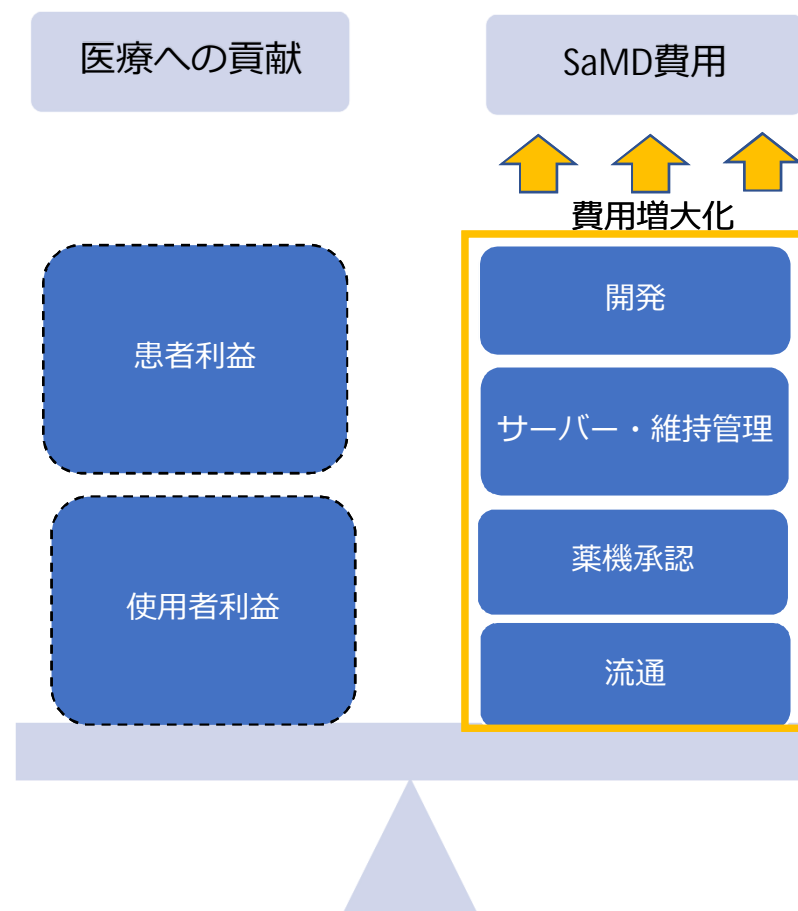 医療への貢献
SaMD費用
費用増大化
患者利益
使用者利益
開発
サーバー・維持管理
薬機承認
流通